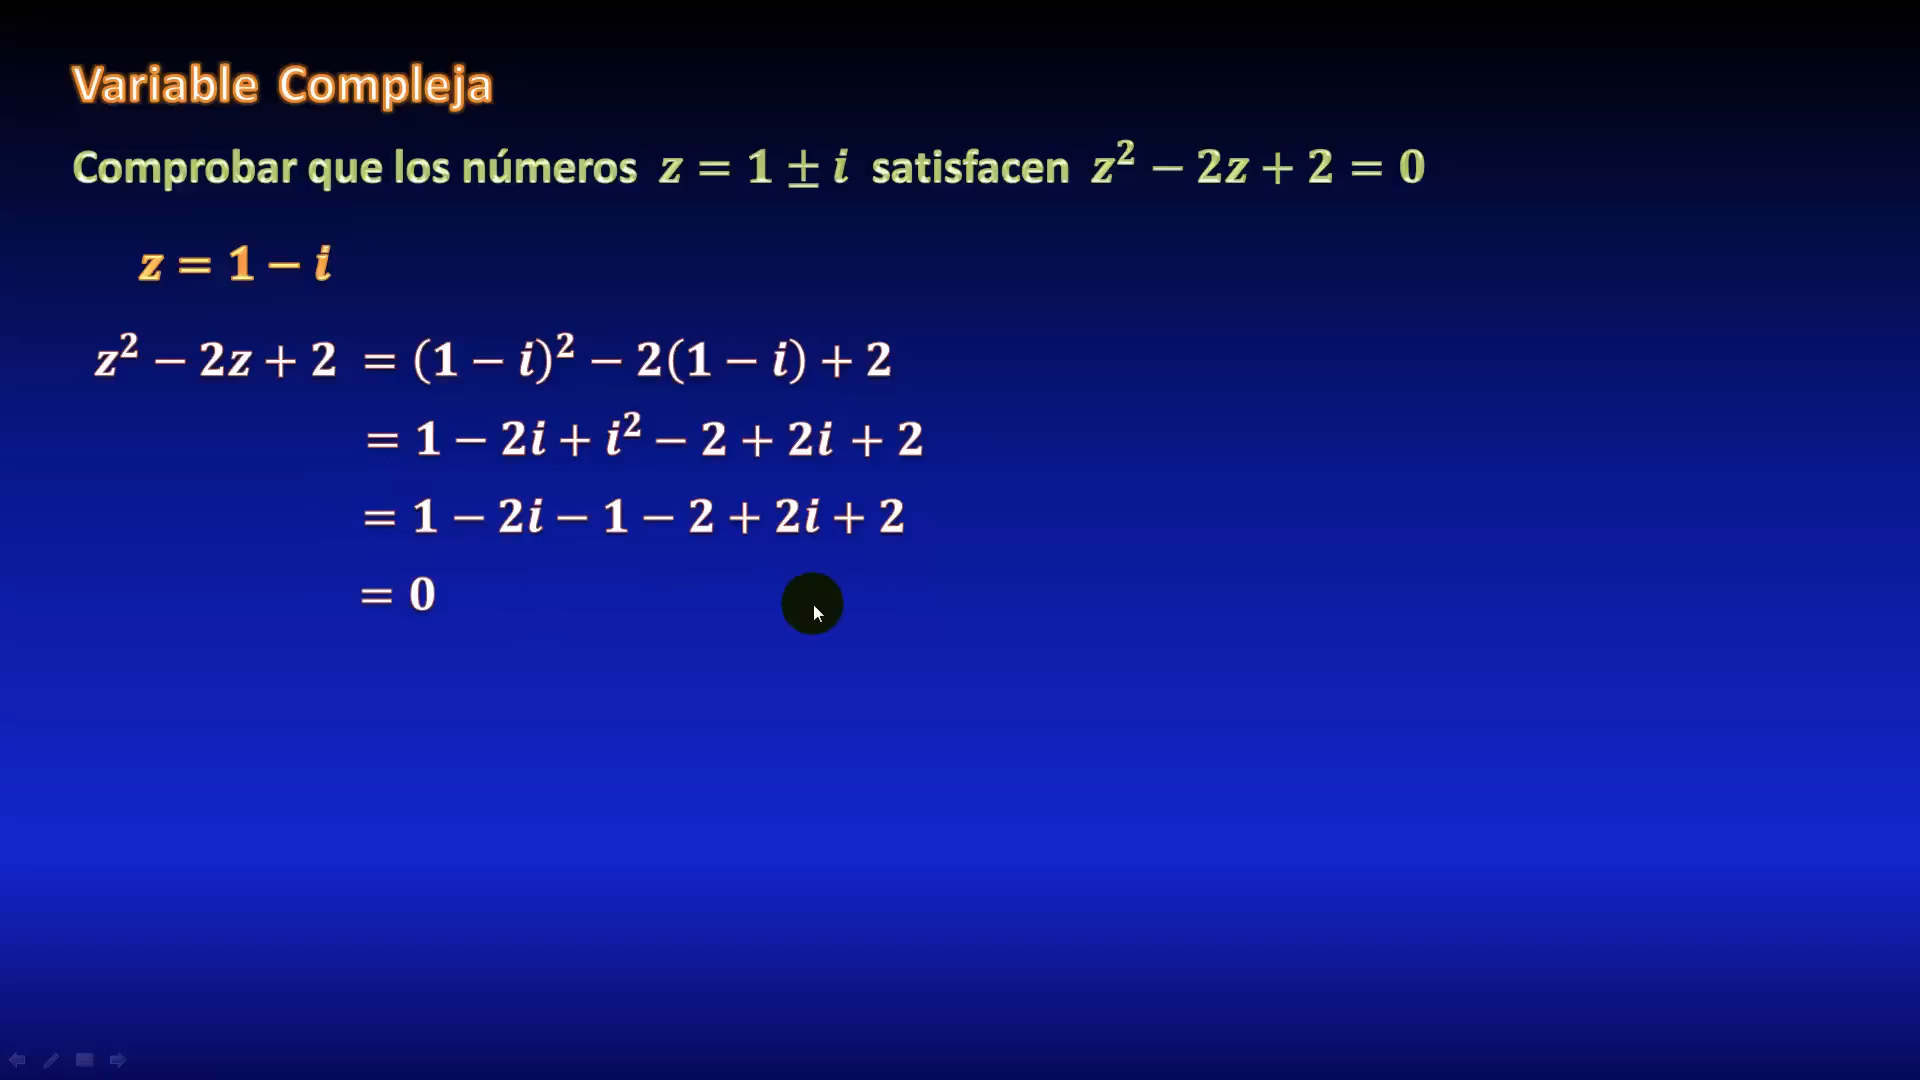 Variable Compleja
Comprobar que los números z = 1 ± i satisfacen z² − 2z + 2 = 0
z = 1 − i
z² − 2z + 2 = (1 − i)² − 2(1 − i) + 2
= 1 − 2i + i² − 2 + 2i + 2
= 1 − 2i − 1 − 2 + 2i + 2
= 0